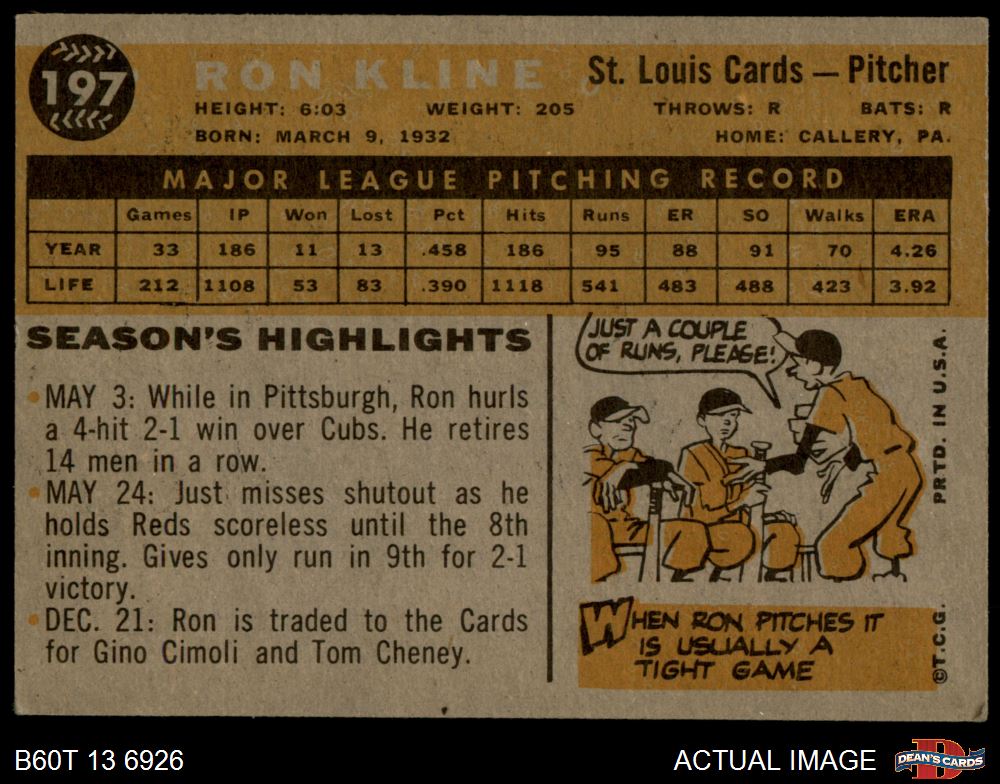 197
RON KLINE
St. Louis Cards — Pitcher
HEIGHT: 6:03 WEIGHT: 205 THROWS: R BATS: R
BORN: MARCH 9, 1932 HOME: CALLERY, PA.
MAJOR LEAGUE PITCHING RECORD
Games IP Won Lost Pct Hits Runs ER SO Walks ERA
YEAR 33 186 11 13 .458 186 95 88 91 70 4.26
LIFE 212 1108 53 83 .390 1118 541 483 488 423 3.92
SEASON'S HIGHLIGHTS
• MAY 3: While in Pittsburgh, Ron hurls
a 4-hit 2-1 win over Cubs. He retires
14 men in a row.
• MAY 24: Just misses shutout as he
holds Reds scoreless until the 8th
inning. Gives only run in 9th for 2-1
victory.
• DEC. 21: Ron is traded to the Cards
for Gino Cimoli and Tom Cheney.
JUST A COUPLE
OF RUNS, PLEASE!
WHEN RON PITCHES IT
IS USUALLY A
TIGHT GAME
©T.C.G. PRTD. IN U.S.A.
B60T 13 6926
ACTUAL IMAGE
D
DEAN'S CARDS